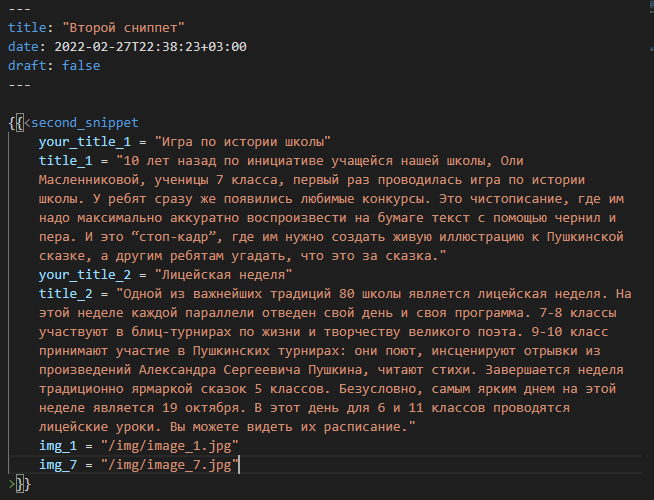 ---
title: "Второй сниппет"
date: 2022-02-27T22:38:23+03:00
draft: false
---
{{<second_snippet
your_title_1 = "Игра по истории школы"
title_1 = "10 лет назад по инициативе учащейся нашей школы, Оли
Масленниковой, ученицы 7 класса, первый раз проводилась игра по истории
школы. У ребят сразу же появились любимые конкурсы. Это чистописание, где им
надо максимально аккуратно воспроизвести на бумаге текст с помощью чернил и
пера. И это “стоп-кадр”, где им нужно создать живую иллюстрацию к Пушкинской
сказке, а другим ребятам угадать, что это за сказка."
your_title_2 = "Лицейская неделя"
title_2 = "Одной из важнейших традиций 80 школы является лицейская неделя. На
этой неделе каждой параллели отведен свой день и своя программа. 7-8 классы
участвуют в блиц-турнирах по жизни и творчеству великого поэта. 9-10 класс
принимают участие в Пушкинских турнирах: они поют, инсценируют отрывки из
произведений Александра Сергеевича Пушкина, читают стихи. Завершается неделя
традиционно ярмаркой сказок 5 классов. Безусловно, самым ярким днем на этой
неделе является 19 октября. В этот день для 6 и 11 классов проводятся
лицейские уроки. Вы можете видеть их расписание."
img_1 = "/img/image_1.jpg"
img_7 = "/img/image_7.jpg"
>}}